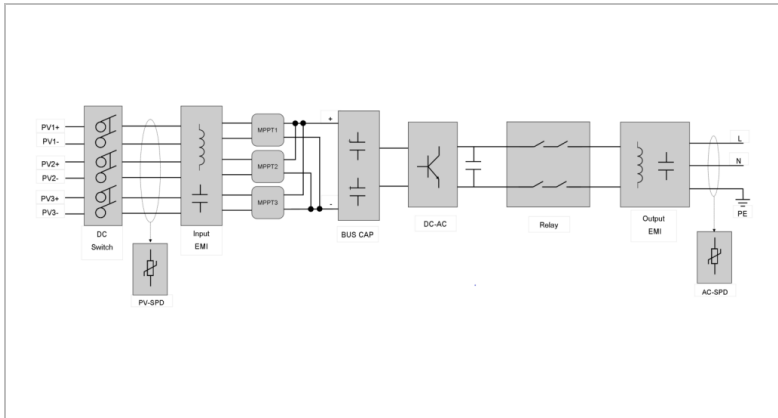 PV1+
PV1-
PV2+
PV2-
PV3+
PV3-
DC
Switch
PV-SPD
Input
EMI
MPPT1
MPPT2
MPPT3
+
-
BUS CAP
DC-AC
Relay
Output
EMI
L
N
PE
AC-SPD